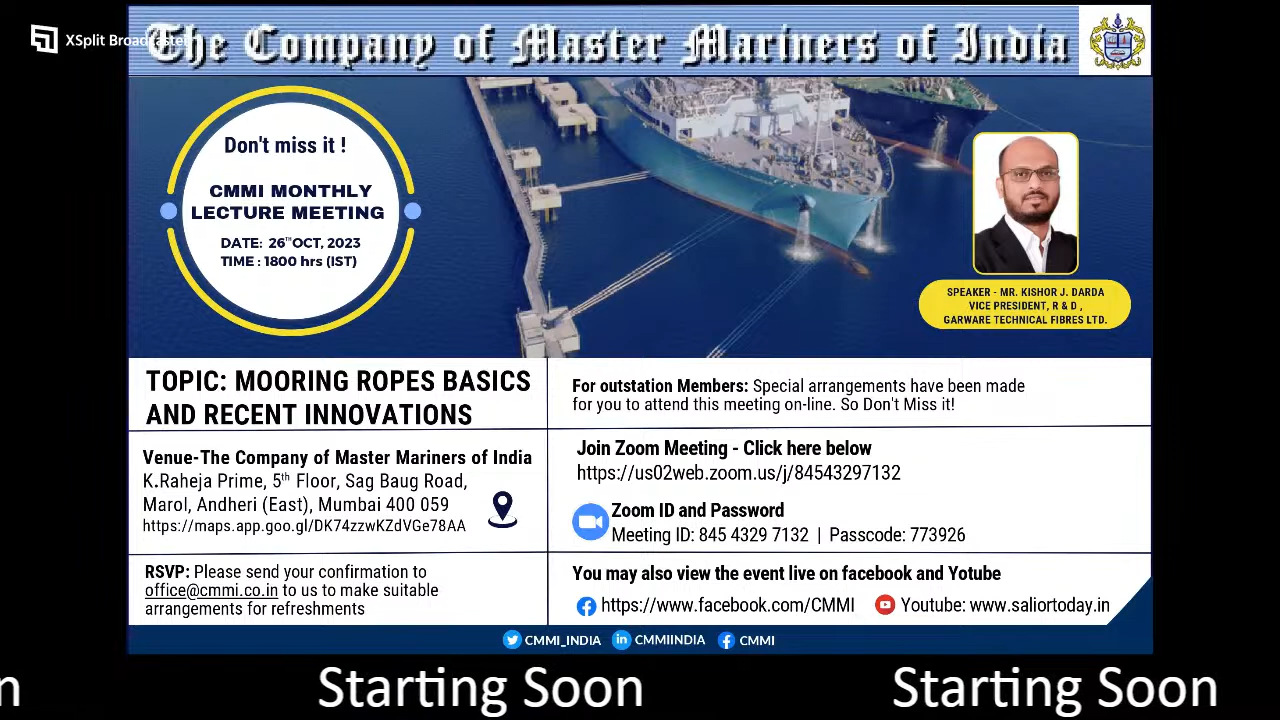 XSplit Broadcaster
The Company of Master Mariners of India
Don't miss it !
CMMI MONTHLY
LECTURE MEETING
DATE: 26TH OCT, 2023
TIME : 1800 hrs (IST)
SPEAKER - MR. KISHOR J. DARDA
VICE PRESIDENT, R & D ,
GARWARE TECHNICAL FIBRES LTD.
TOPIC: MOORING ROPES BASICS
AND RECENT INNOVATIONS
For outstation Members: Special arrangements have been made
for you to attend this meeting on-line. So Don't Miss it!
Venue-The Company of Master Mariners of India
K.Raheja Prime, 5th Floor, Sag Baug Road,
Marol, Andheri (East), Mumbai 400 059
https://maps.app.goo.gl/DK74zzwKZdVGe78AA
Join Zoom Meeting - Click here below
https://us02web.zoom.us/j/84543297132
Zoom ID and Password
Meeting ID: 845 4329 7132 | Passcode: 773926
RSVP: Please send your confirmation to
office@cmmi.co.in to us to make suitable
arrangements for refreshments
You may also view the event live on facebook and Yotube
https://www.facebook.com/CMMI Youtube: www.saliortoday.in
CMMI_INDIA CMMIINDIA CMMI
n Starting Soon Starting Soon